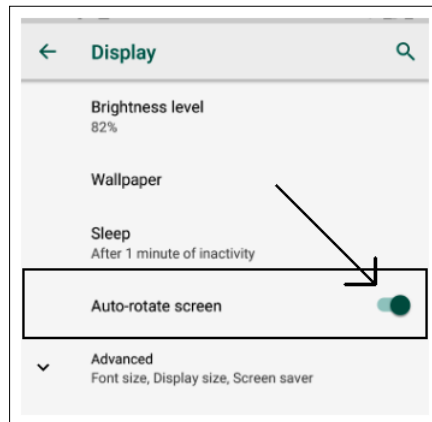 Display
Brightness level
82%
Wallpaper
Sleep
After 1 minute of inactivity
Auto-rotate screen
Advanced
Font size, Display size, Screen saver